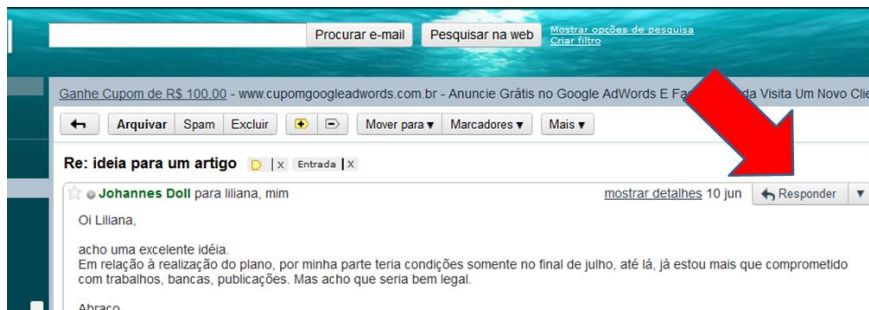 Procurar e-mail Pesquisar na web Mostrar opções de pesquisa
Criar filtro
Ganhe Cupom de R$ 100,00 - www.cupomgoogleadwords.com.br - Anuncie Grátis no Google AdWords E Visita Um Novo
Arquivar Spam Excluir Mover para Marcadores Mais
Re: ideia para um artigo x Entrada x
Johannes Doll para liliana, mim mostrar detalhes 10 jun Responder
Oi Liliana,
acho uma excelente idéia.
Em relação à realização do plano, por minha parte teria condições somente no final de julho, até lá, já estou mais que comprometido
com trabalhos, bancas, publicações. Mas acho que seria bem legal.
Abraço